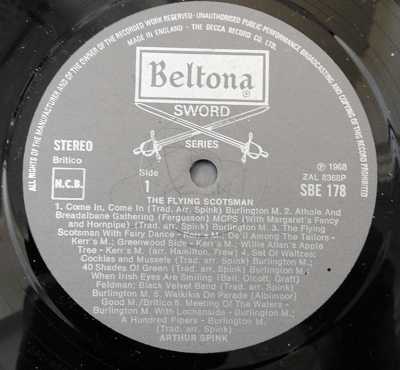 ALL RIGHTS OF THE MANUFACTURER AND OF THE OWNER OF THE RECORDED WORK RESERVED UNAUTHORISED PUBLIC PERFORMANCE BROADCASTING AND COPYING OF THIS RECORD PROHIBITED
MADE IN ENGLAND · THE DECCA RECORD CO. LTD.
Beltona
SWORD
SERIES
STEREO
Britico
N.C.B.
Side
1
℗ 1968
ZAL 8368P
SBE 178
THE FLYING SCOTSMAN
1. Come In, Come In (Trad. Arr. Spink) Burlington M. 2. Athole And
Breadalbane Gathering (Fergusson) MCPS (With Margaret's Fancy
and Hornpipe) (Trad. Arr. Spink) Burlington M. 3. The Flying
Scotsman With Fairy Dance - Kerr's M.; De'il Among The Tailors -
Kerr's M.; Greenwood Side - Kerr's M.; Willie Allan's Apple
Tree - Kerr's M. (arr. Hamilton, Frew) 4. Set Of Waltzes:
Cockles and Mussels (Trad. arr. Spink) Burlington M.;
40 Shades Of Green (Trad. arr. Spink) Burlington M.;
When Irish Eyes Are Smiling (Ball, Olcott, Graff)
Feldman; Black Velvet Band (Trad. arr. Spink)
Burlington M. 5. Waikiks On Parade (Albinoor)
Good M./Britico 6. Meeting Of The Waters -
Burlington M. With Lochanside - Burlington M.
A Hundred Pipers - Burlington M.
(Trad. arr. Spink)
ARTHUR SPINK